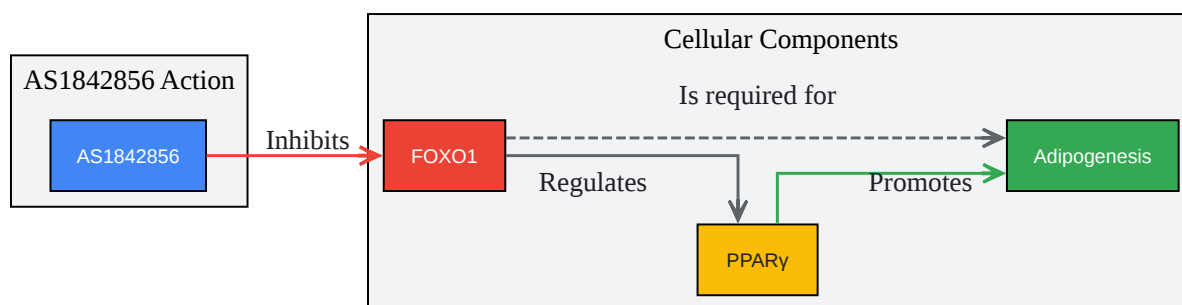 Cellular Components
AS1842856 Action
Is required for
Inhibits
AS1842856
FOXO1
Adipogenesis
Regulates
Promotes
PPARγ